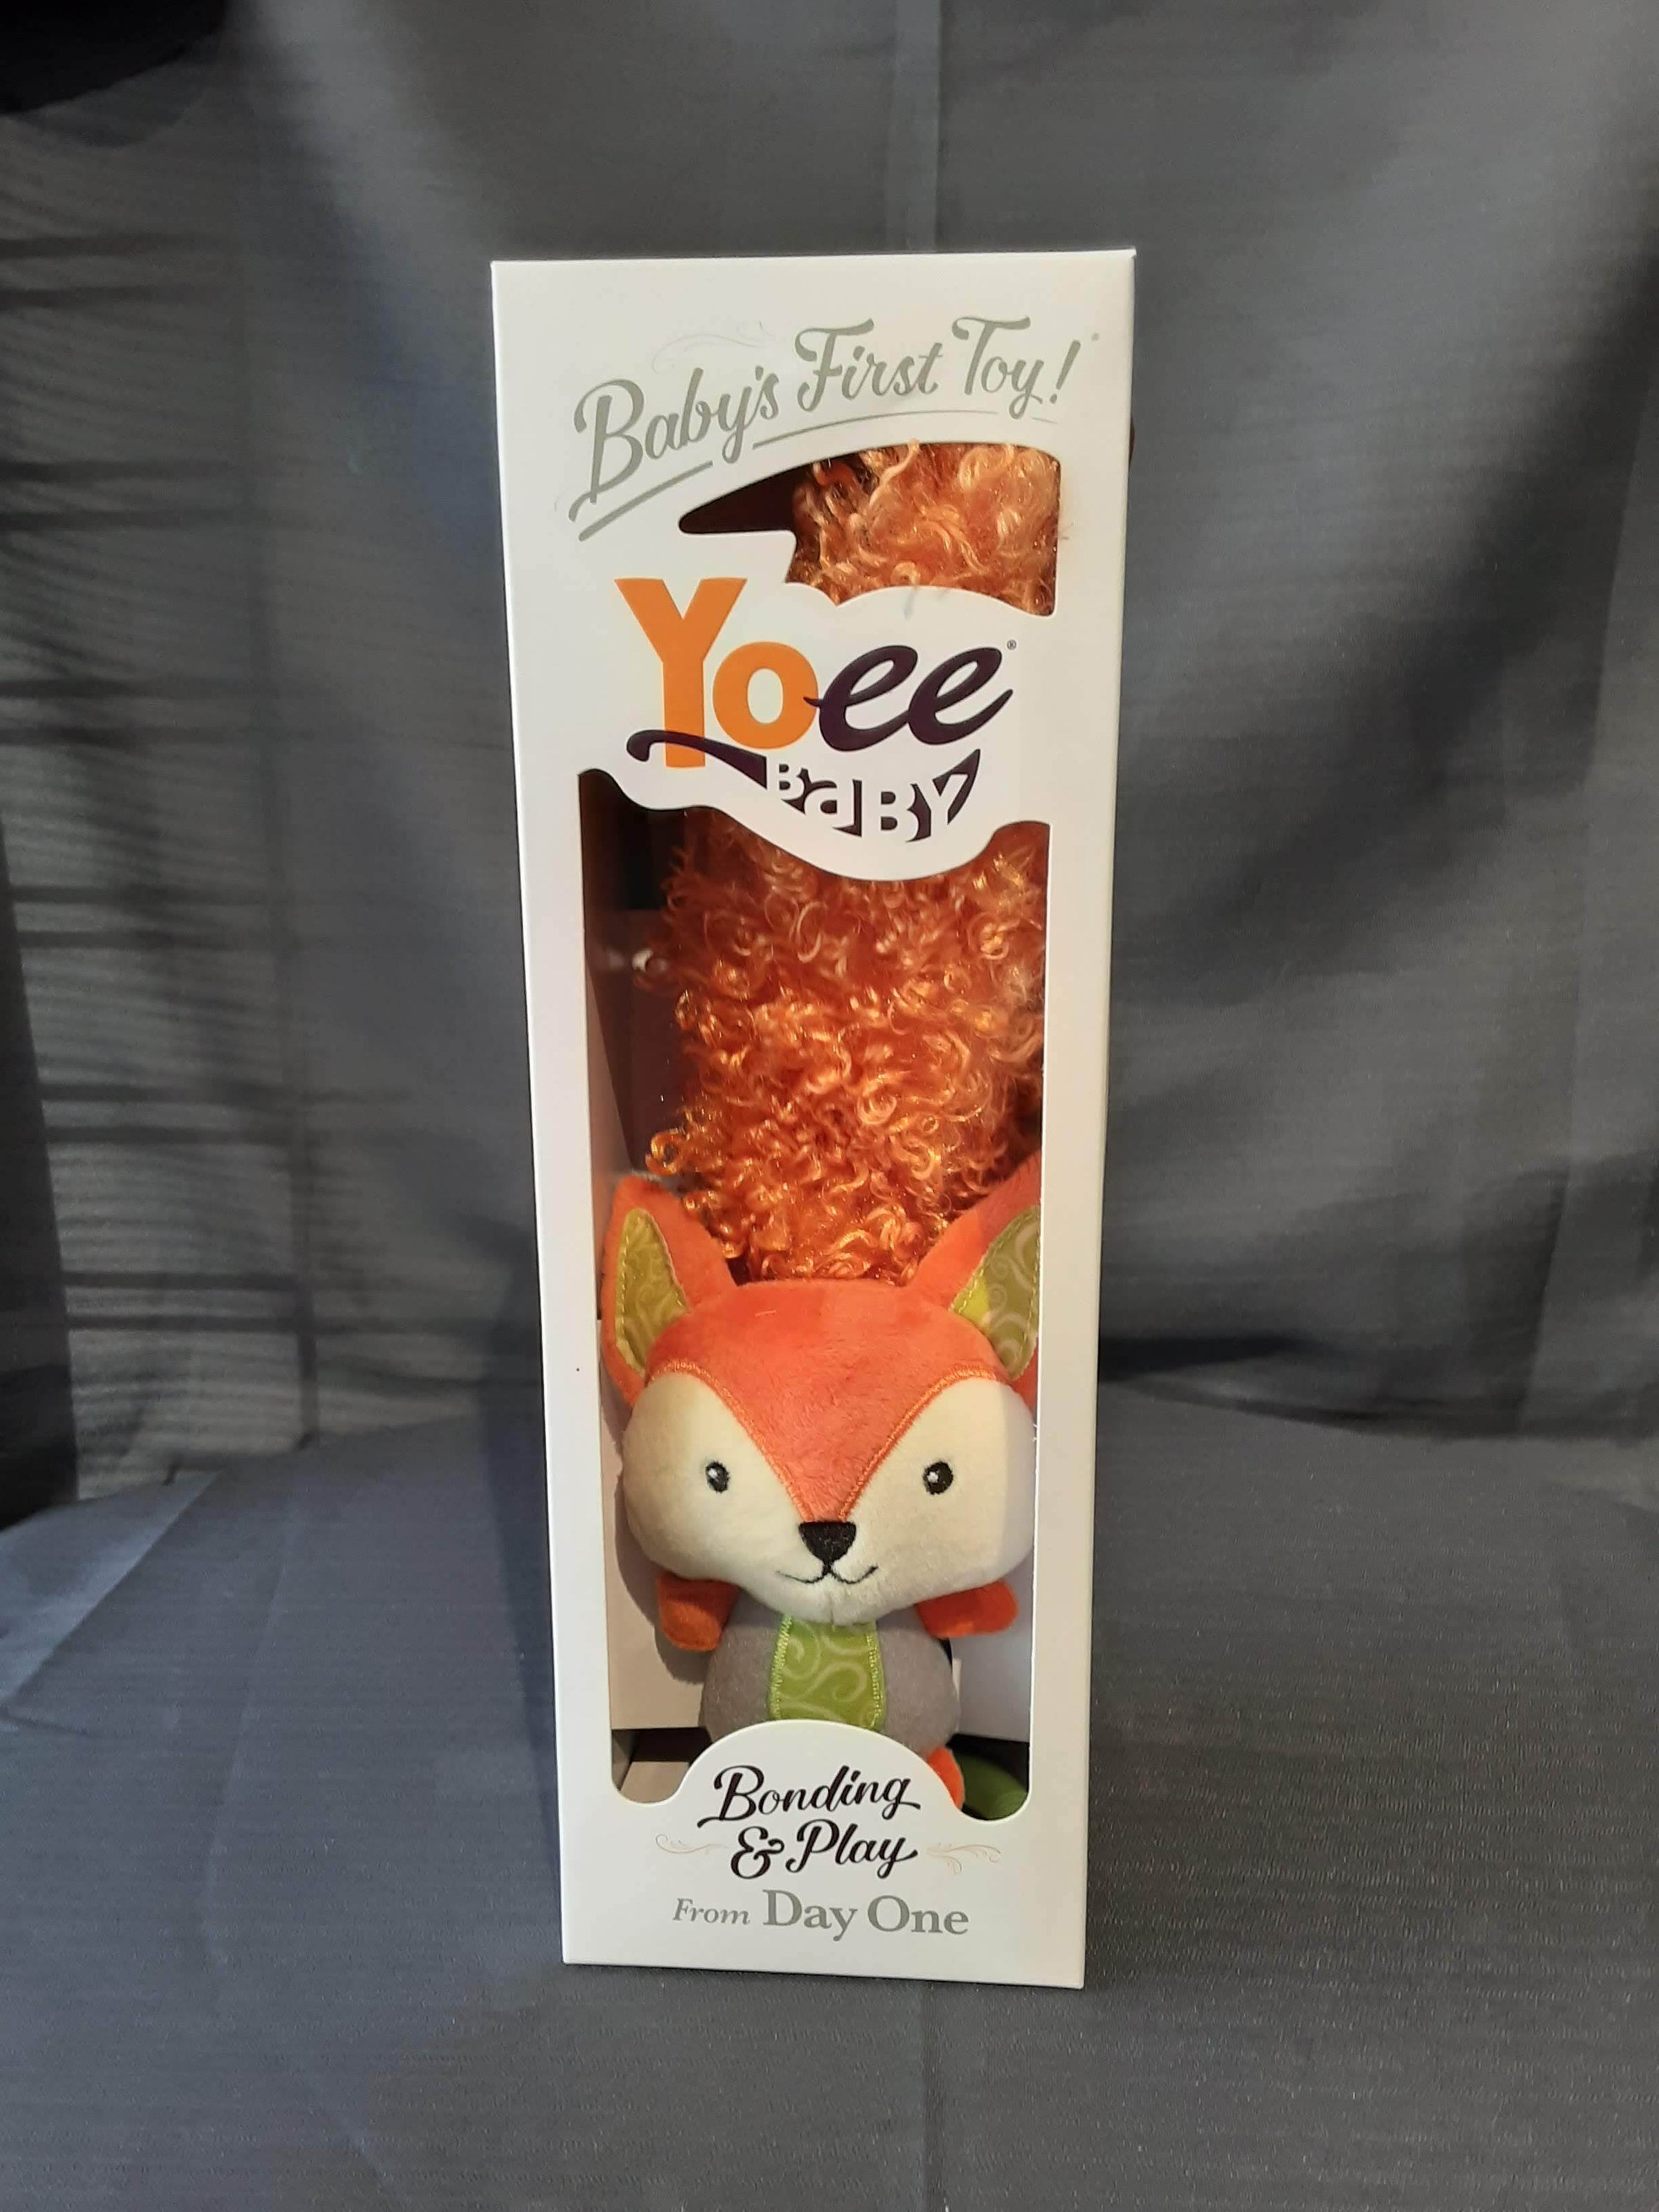 Baby's First Toy!
Yoee®
BaBY
Bonding
& Play
From Day One